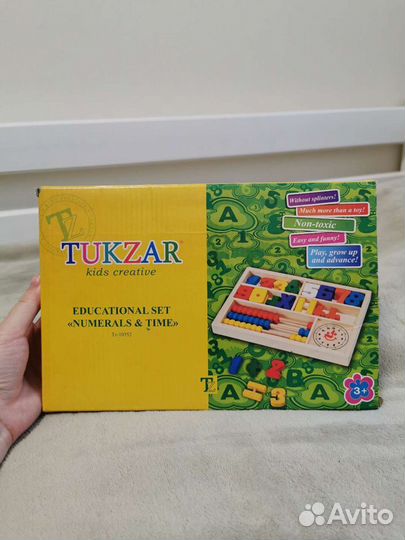 Without splinters!
Much more than a toy!
Non-toxic
Easy and funny!
Play, grow up
and advance!
TUKZAR
kids creative
EDUCATIONAL SET
«NUMERALS & TIME»
3+
Avito